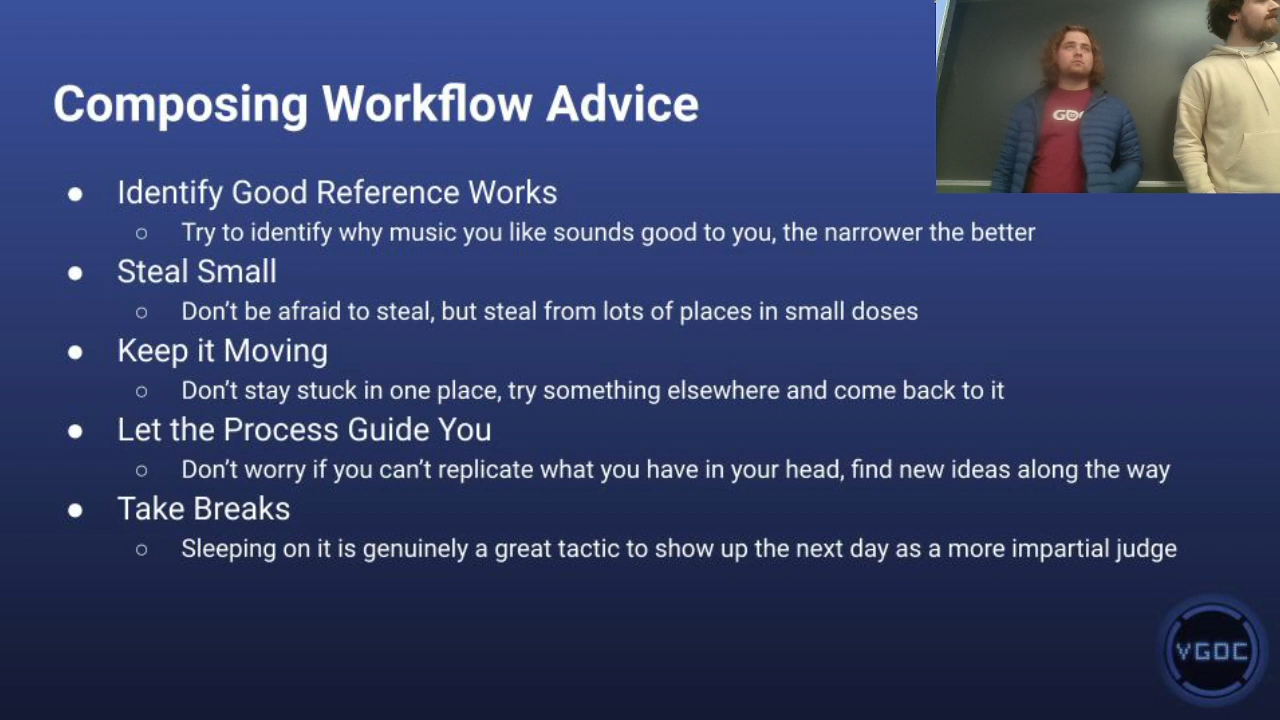 Composing Workflow Advice
● Identify Good Reference Works
○ Try to identify why music you like sounds good to you, the narrower the better
● Steal Small
○ Don't be afraid to steal, but steal from lots of places in small doses
● Keep it Moving
○ Don't stay stuck in one place, try something elsewhere and come back to it
● Let the Process Guide You
○ Don't worry if you can't replicate what you have in your head, find new ideas along the way
● Take Breaks
○ Sleeping on it is genuinely a great tactic to show up the next day as a more impartial judge
VGDC